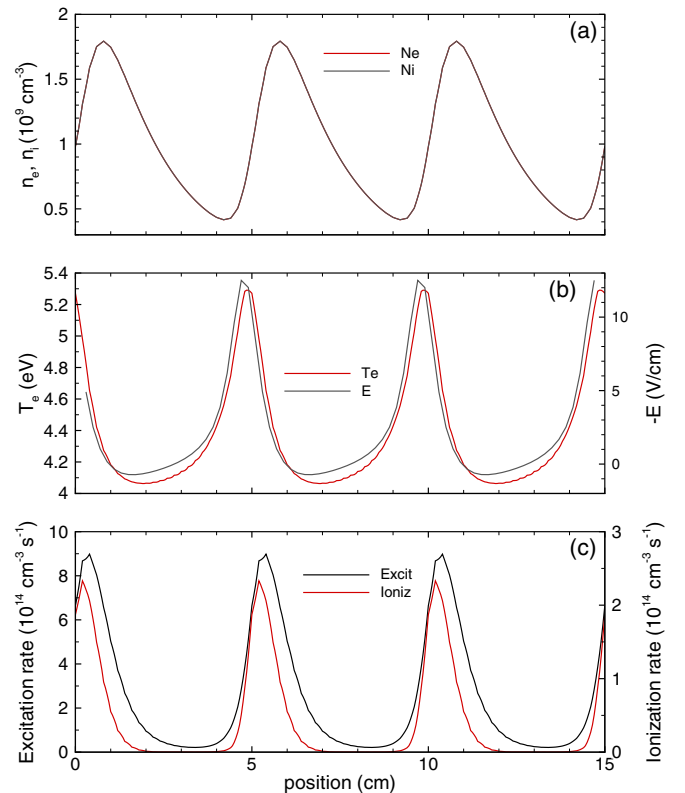 2
(a)
Ne
Ni
1.5
1
0.5
n_e, n_i (10^9 cm^-3)
5.4
(b)
5.2
5
4.8
4.6
4.4
4.2
4
T_e (eV)
Te
E
10
5
0
-E (V/cm)
10
3
(c)
Excit
Ioniz
8
6
4
2
0
2
1
0
Excitation rate (10^14 cm^-3 s^-1)
Ionization rate (10^14 cm^-3 s^-1)
0 5 10 15
position (cm)